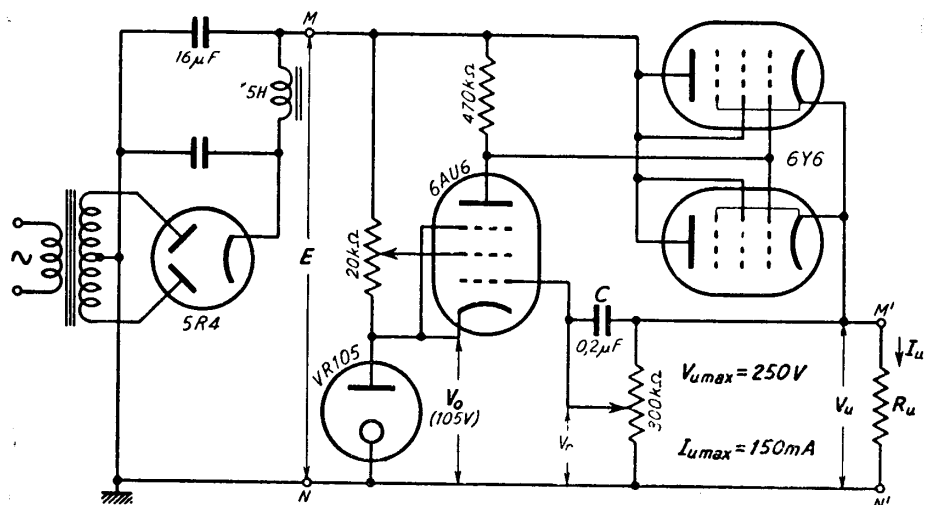 M
16µF
5H
470kΩ
6Y6
6AU6
E
20kΩ
5R4
C
0,2µF
M'
Iu
VR105
Vo
(105V)
Vr
300kΩ
Vumax = 250V
Vu
Ru
Iumax = 150mA
N
N'